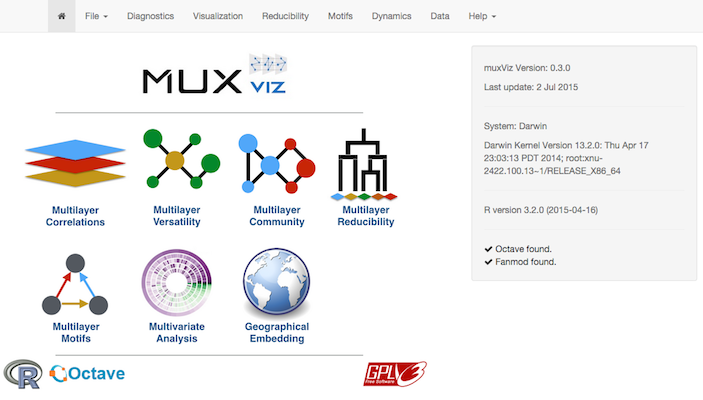 File Diagnostics Visualization Reducibility Motifs Dynamics Data Help
MUX VIZ
Multilayer
Correlations
Multilayer
Versatility
Multilayer
Community
Multilayer
Reducibility
Multilayer
Motifs
Multivariate
Analysis
Geographical
Embedding
R
Octave
GPLv3
Free Software
muxViz Version: 0.3.0
Last update: 2 Jul 2015
System: Darwin
Darwin Kernel Version 13.2.0: Thu Apr 17
23:03:13 PDT 2014; root:xnu-
2422.100.13~1/RELEASE_X86_64
R version 3.2.0 (2015-04-16)
Octave found.
Fanmod found.